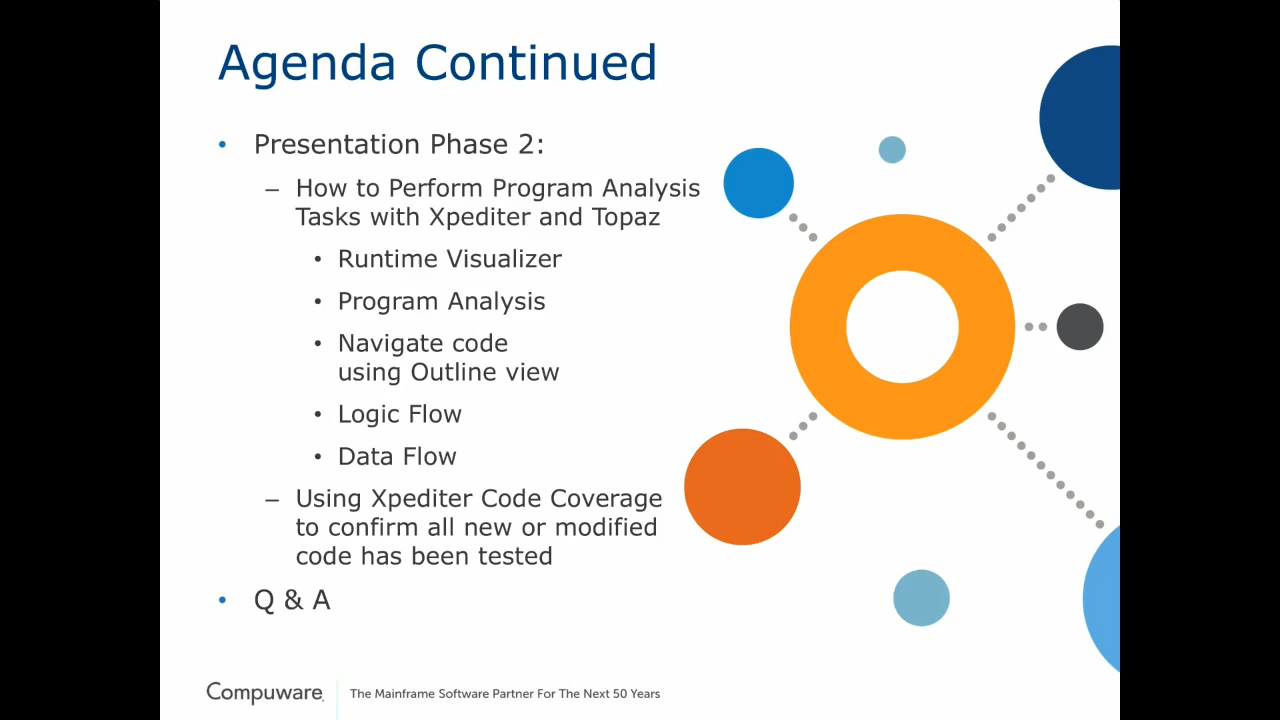 Agenda Continued
• Presentation Phase 2:
– How to Perform Program Analysis
Tasks with Xpediter and Topaz
• Runtime Visualizer
• Program Analysis
• Navigate code
using Outline view
• Logic Flow
• Data Flow
– Using Xpediter Code Coverage
to confirm all new or modified
code has been tested
• Q & A
Compuware. The Mainframe Software Partner For The Next 50 Years